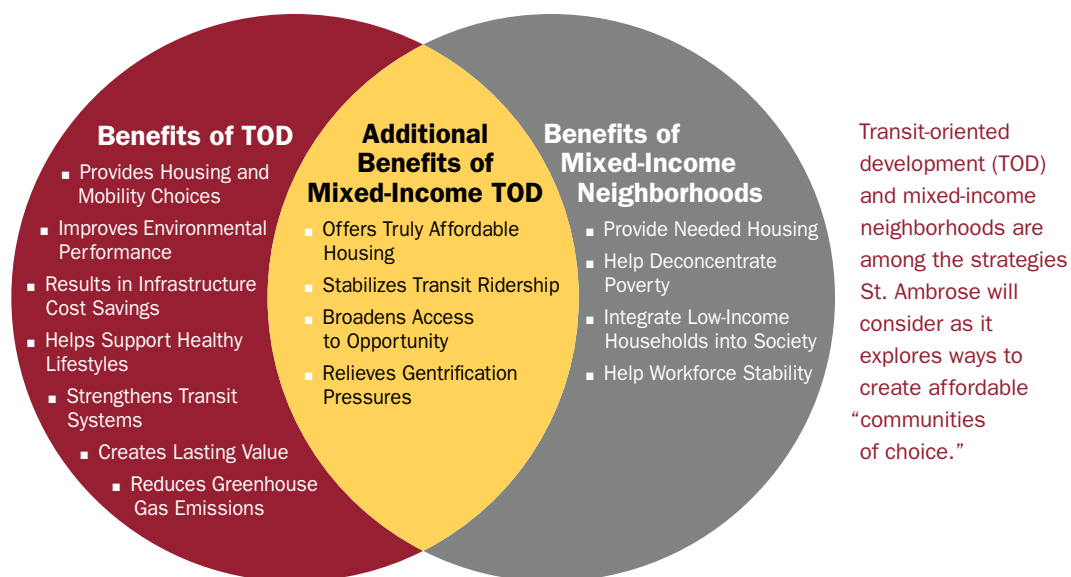 Benefits of TOD
▪ Provides Housing and
Mobility Choices
▪ Improves Environmental
Performance
▪ Results in Infrastructure
Cost Savings
▪ Helps Support Healthy
Lifestyles
▪ Strengthens Transit
Systems
▪ Creates Lasting Value
▪ Reduces Greenhouse
Gas Emissions
Additional
Benefits of
Mixed-Income TOD
▪ Offers Truly Affordable
Housing
▪ Stabilizes Transit Ridership
▪ Broadens Access
to Opportunity
▪ Relieves Gentrification
Pressures
Benefits of
Mixed-Income
Neighborhoods
▪ Provide Needed Housing
▪ Help Deconcentrate
Poverty
▪ Integrate Low-Income
Households into Society
▪ Help Workforce Stability
Transit-oriented
development (TOD)
and mixed-income
neighborhoods are
among the strategies
St. Ambrose will
consider as it
explores ways to
create affordable
“communities
of choice.”